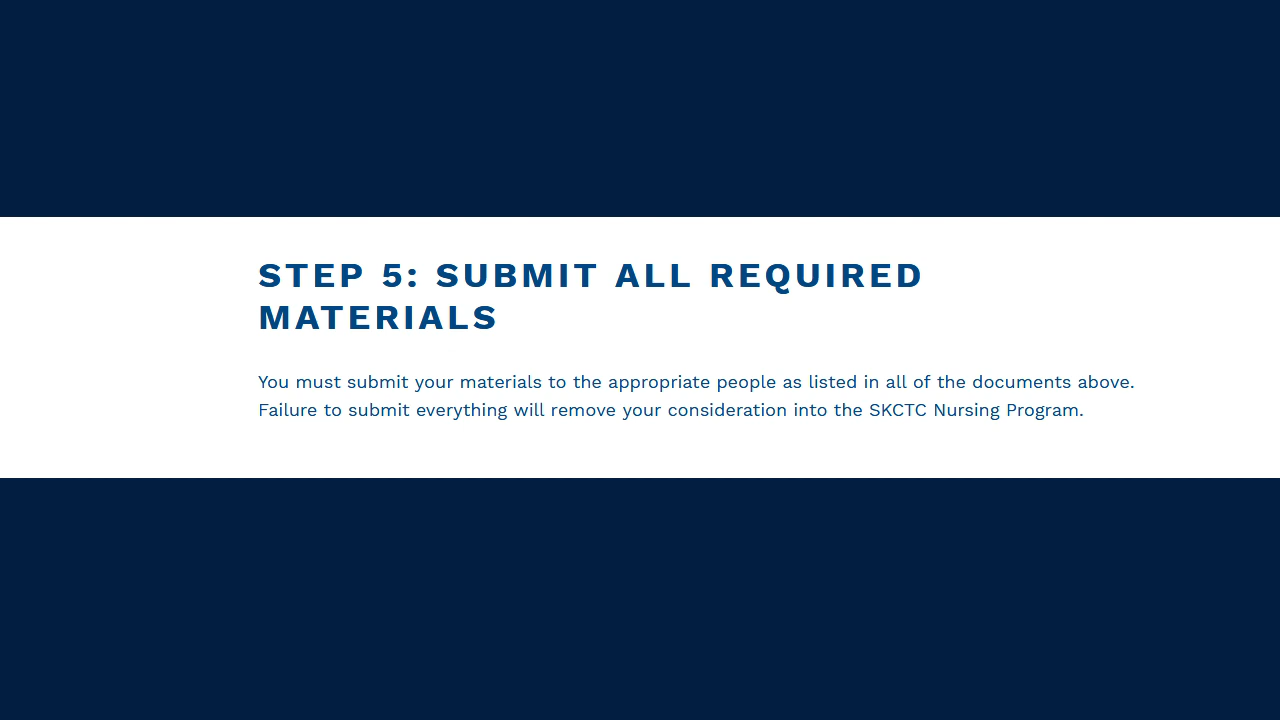 STEP 5: SUBMIT ALL REQUIRED
MATERIALS
You must submit your materials to the appropriate people as listed in all of the documents above.
Failure to submit everything will remove your consideration into the SKCTC Nursing Program.